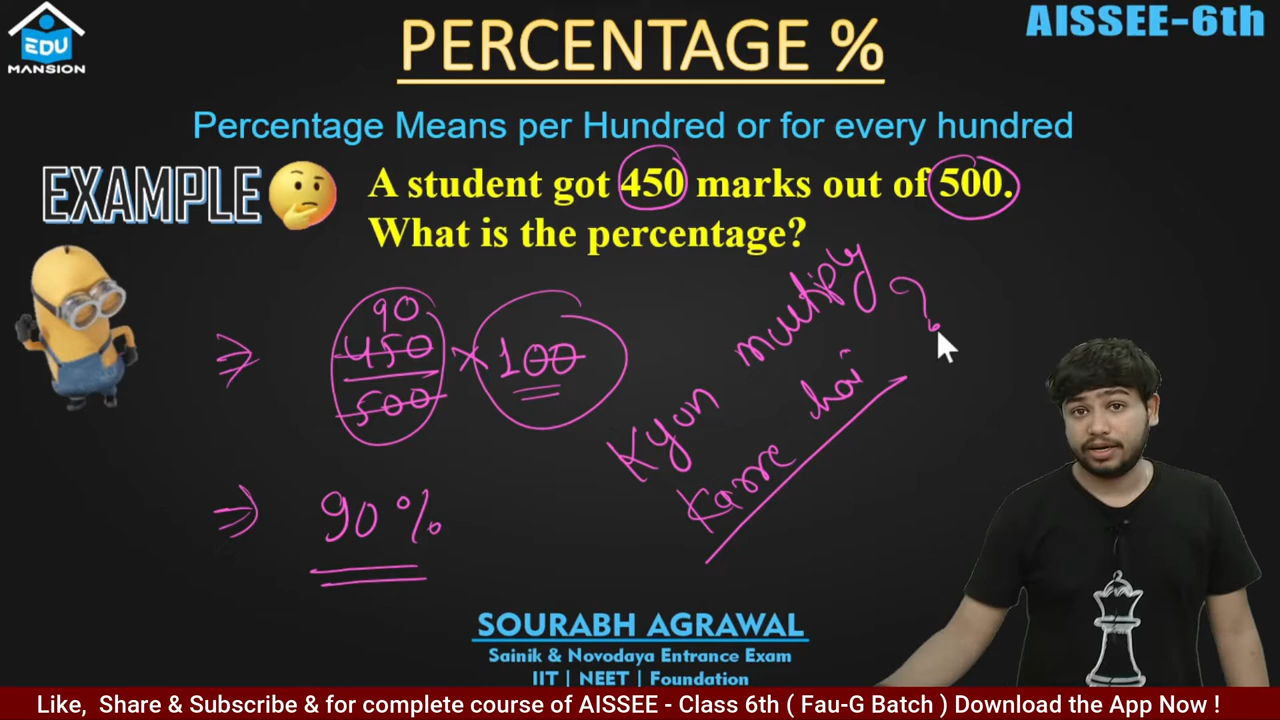 EDU
MANSION
PERCENTAGE %
AISSEE-6th
Percentage Means per Hundred or for every hundred
EXAMPLE
A student got 450 marks out of 500.
What is the percentage?
90
⇒ 450/500 × 100
Kyun multiply ?
Karre hai
⇒ 90%
SOURABH AGRAWAL
Sainik & Novodaya Entrance Exam
IIT | NEET | Foundation
Like, Share & Subscribe & for complete course of AISSEE - Class 6th ( Fau-G Batch ) Download the App Now !